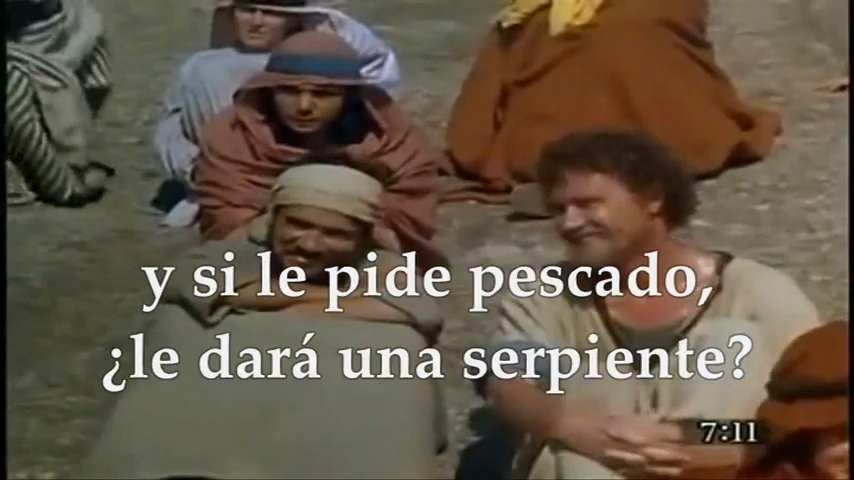 y si le pide pescado,
¿le dará una serpiente?
7:11